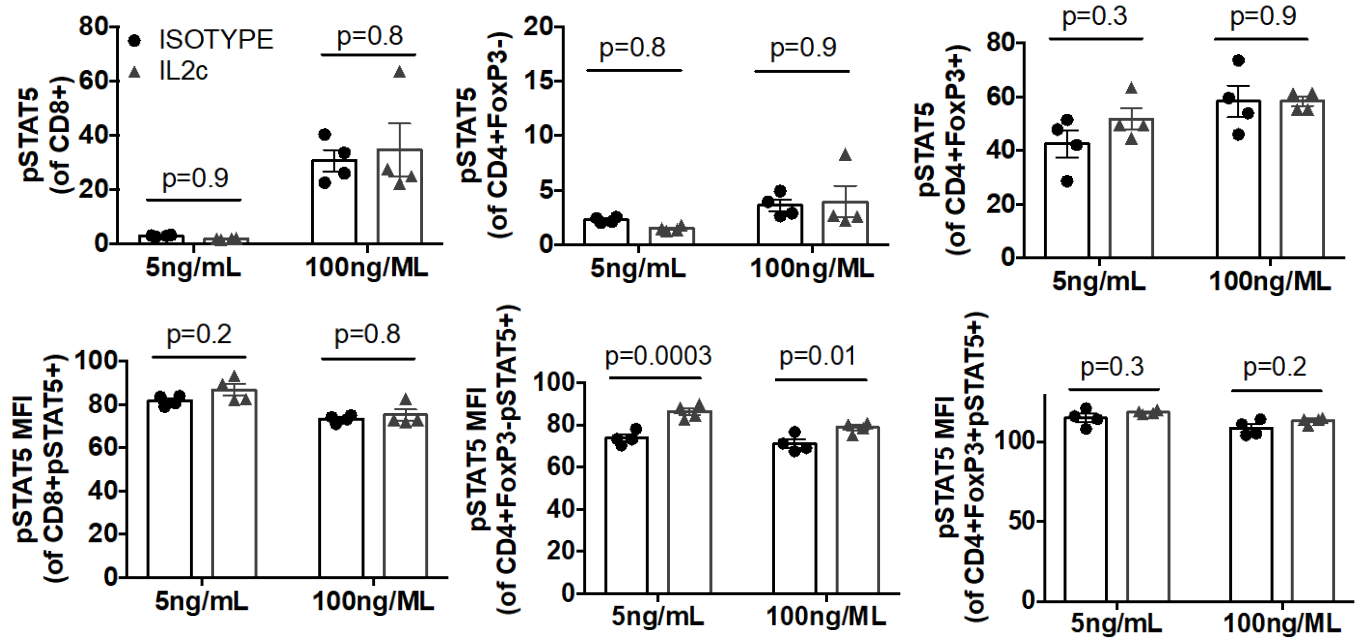 pSTAT5
(of CD8+)
80
60
40
20
0
ISOTYPE
IL2c
p=0.9
p=0.8
5ng/mL
100ng/ML
pSTAT5
(of CD4+FoxP3-)
20
15
10
5
0
p=0.8
p=0.9
5ng/mL
100ng/ML
pSTAT5
(of CD4+FoxP3+)
80
60
40
20
0
p=0.3
p=0.9
5ng/mL
100ng/ML
pSTAT5 MFI
(of CD8+pSTAT5+)
100
80
60
40
20
0
p=0.2
p=0.8
5ng/mL
100ng/ML
pSTAT5 MFI
(of CD4+FoxP3-pSTAT5+)
100
80
60
40
20
0
p=0.0003
p=0.01
5ng/mL
100ng/ML
pSTAT5 MFI
(of CD4+FoxP3+pSTAT5+)
100
50
0
p=0.3
p=0.2
5ng/mL
100ng/ML